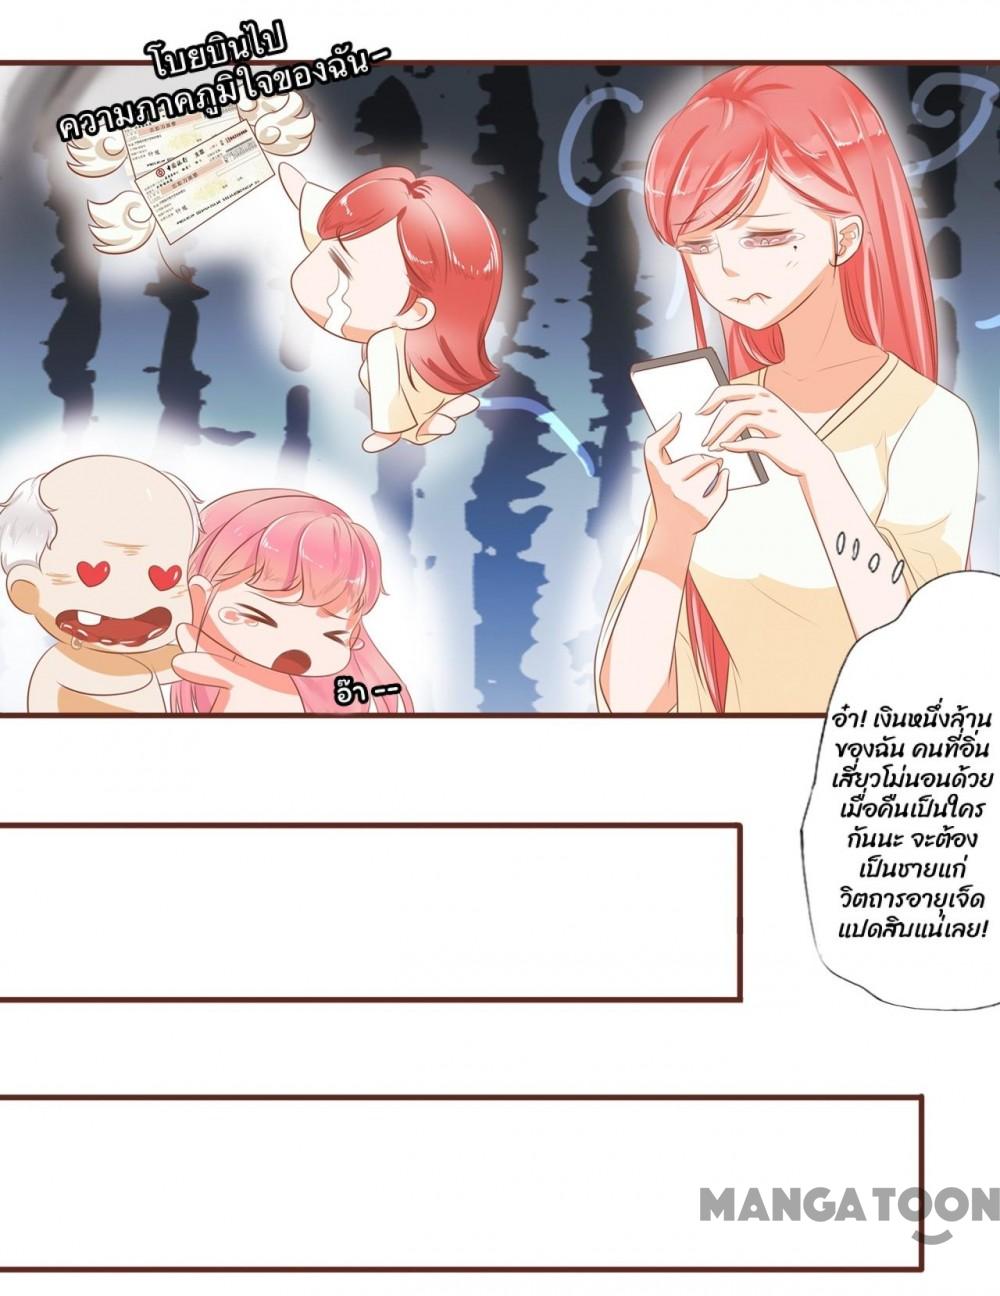 โบยบินไป
ความภาคภูมิใจของฉัน-
อ๊า --
อ๋า! เงินหนึ่งล้าน
ของฉัน คนที่อิ่น
เสี่ยวโม่นอนด้วย
เมื่อคืนเป็นใคร
กันนะ จะต้อง
เป็นชายแก่
วิตถารอายุเจ็ด
แปดสิบแน่เลย!
MANGATOON